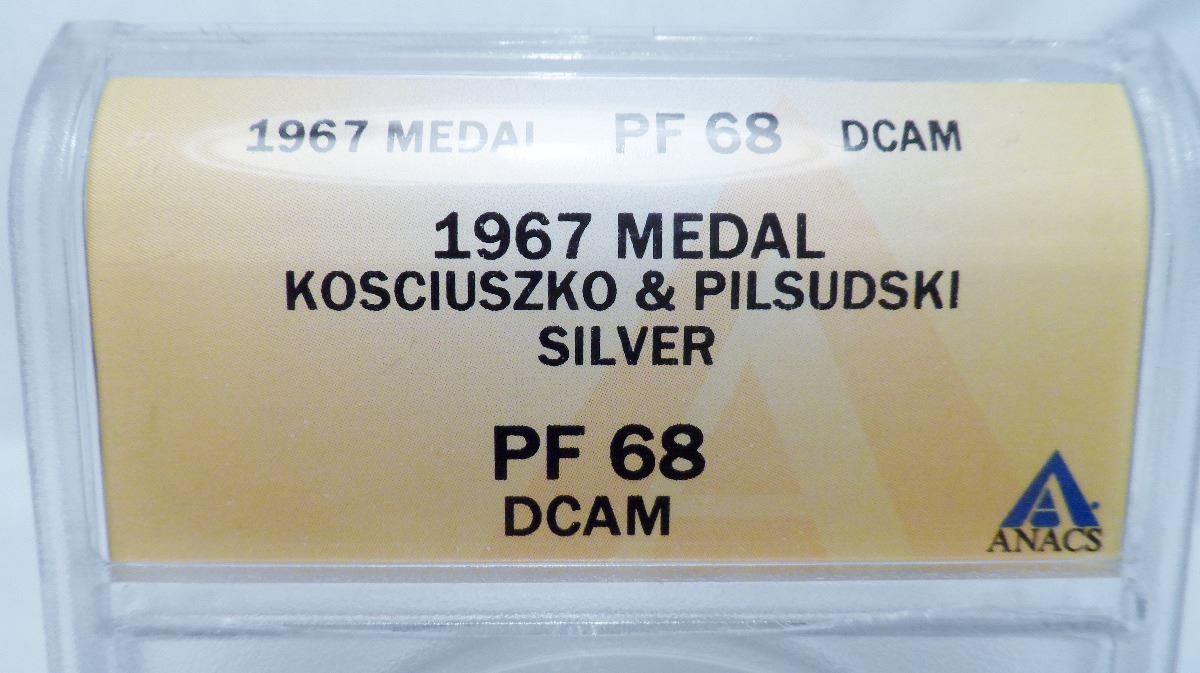 1967 MEDAL PF 68 DCAM
1967 MEDAL
KOSCIUSZKO & PILSUDSKI
SILVER
PF 68
DCAM
ANACS